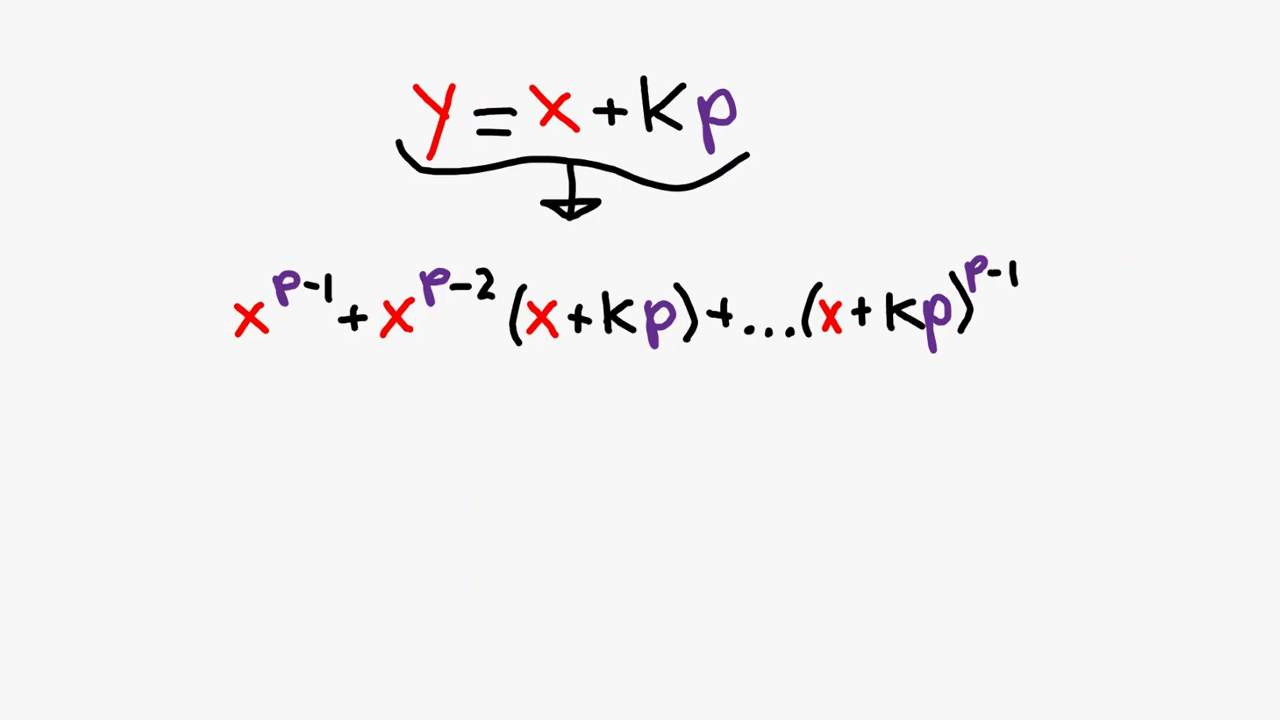 y = x + kp
x^{p-1} + x^{p-2} (x + kp) + ... (x + kp)^{p-1}